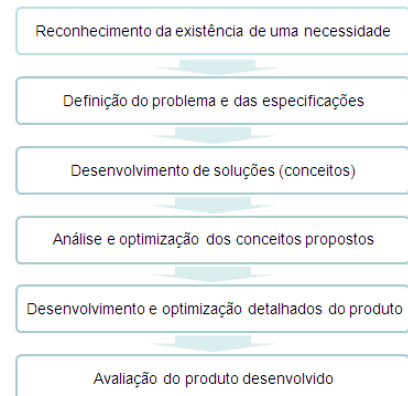 Reconhecimento da existência de uma necessidade
Definição do problema e das especificações
Desenvolvimento de soluções (conceitos)
Análise e optimização dos conceitos propostos
Desenvolvimento e optimização detalhados do produto
Avaliação do produto desenvolvido